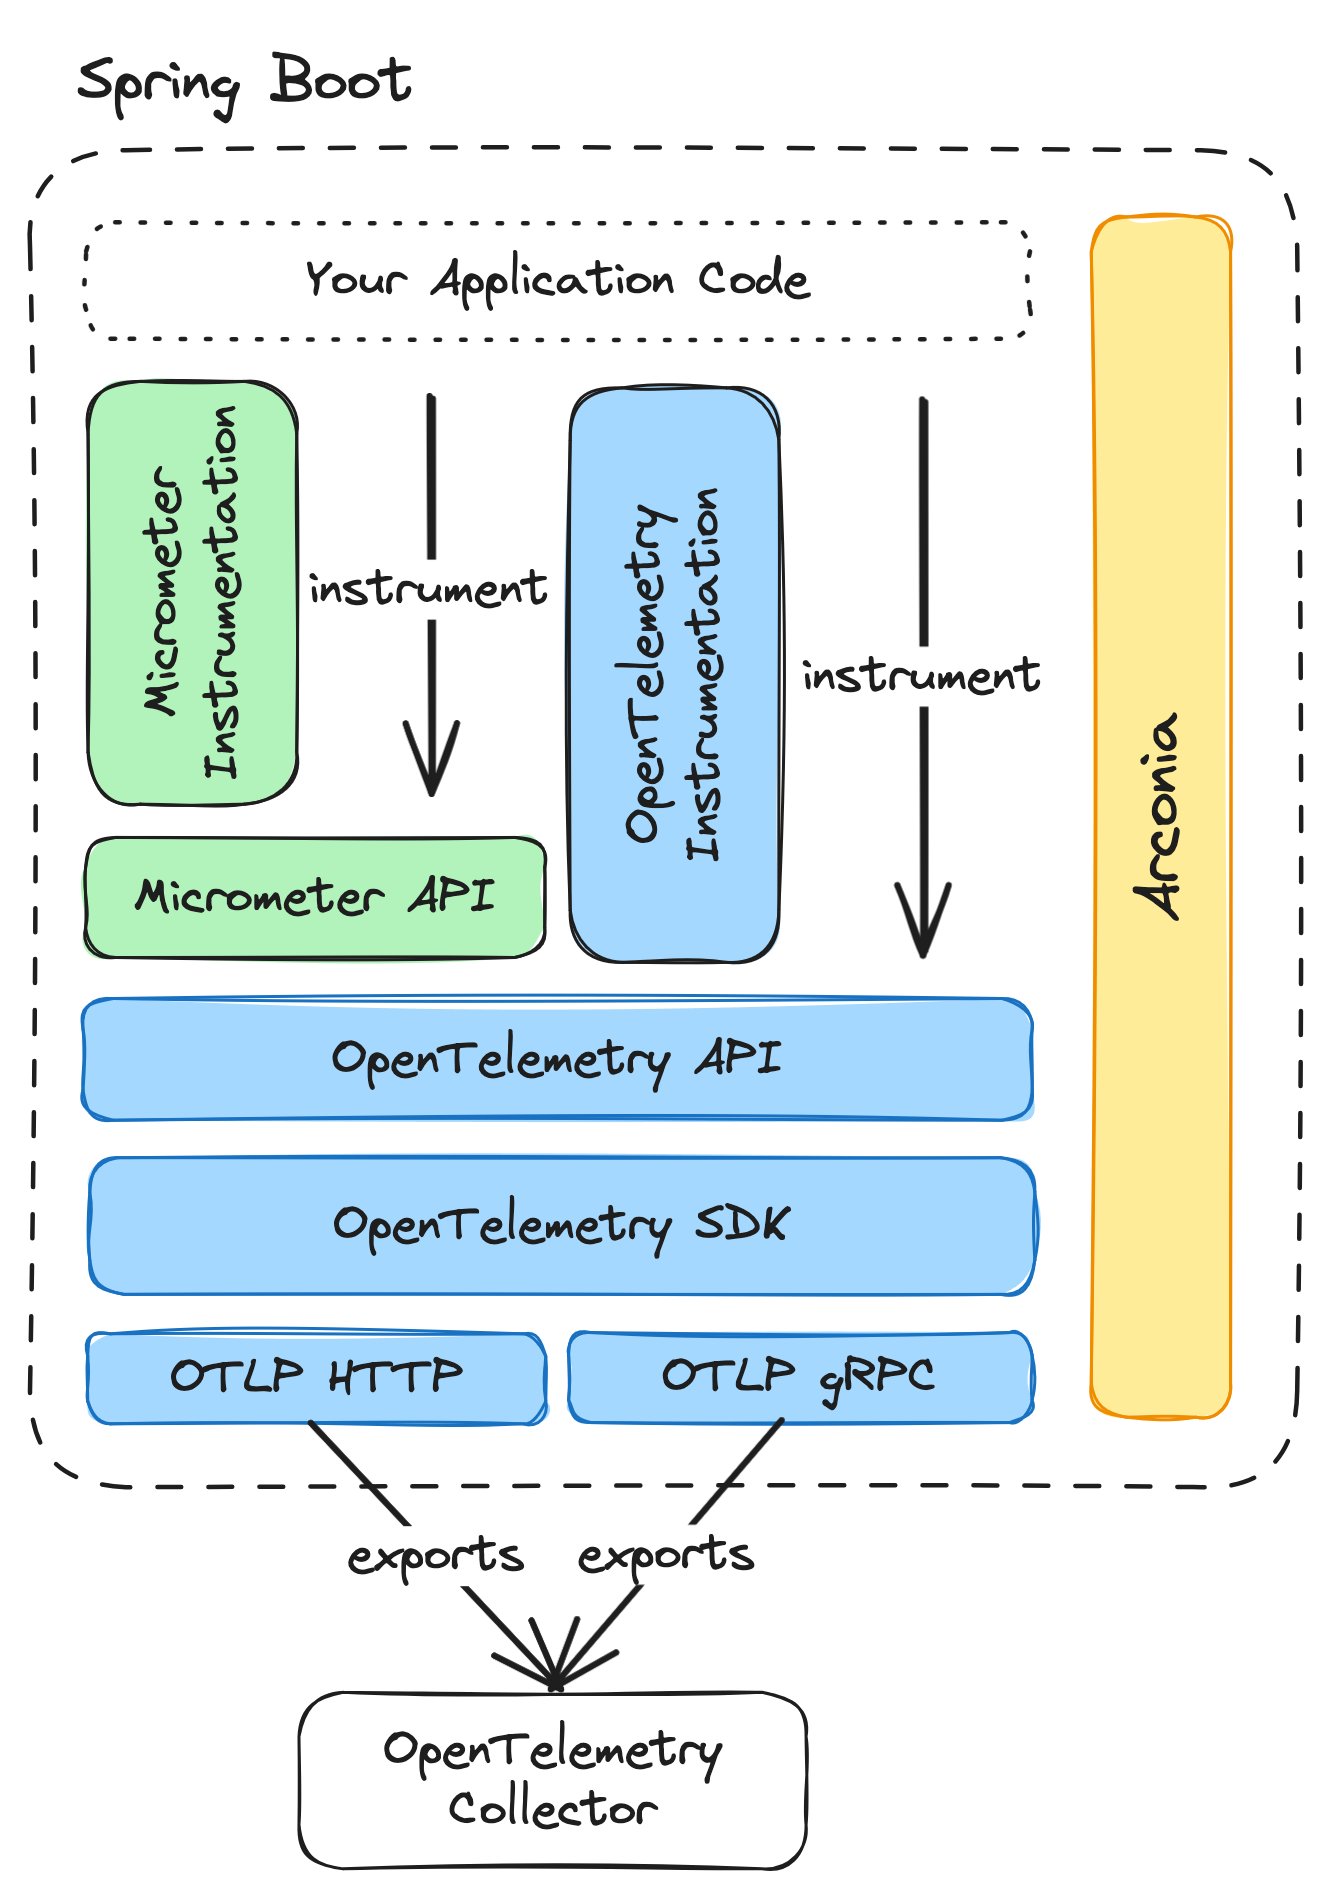 Spring Boot
Your Application Code
Micrometer
Instrumentation
instrument
OpenTelemetry
Instrumentation
instrument
Arconia
Micrometer API
OpenTelemetry API
OpenTelemetry SDK
OTLP HTTP
OTLP gRPC
exports
exports
OpenTelemetry
Collector